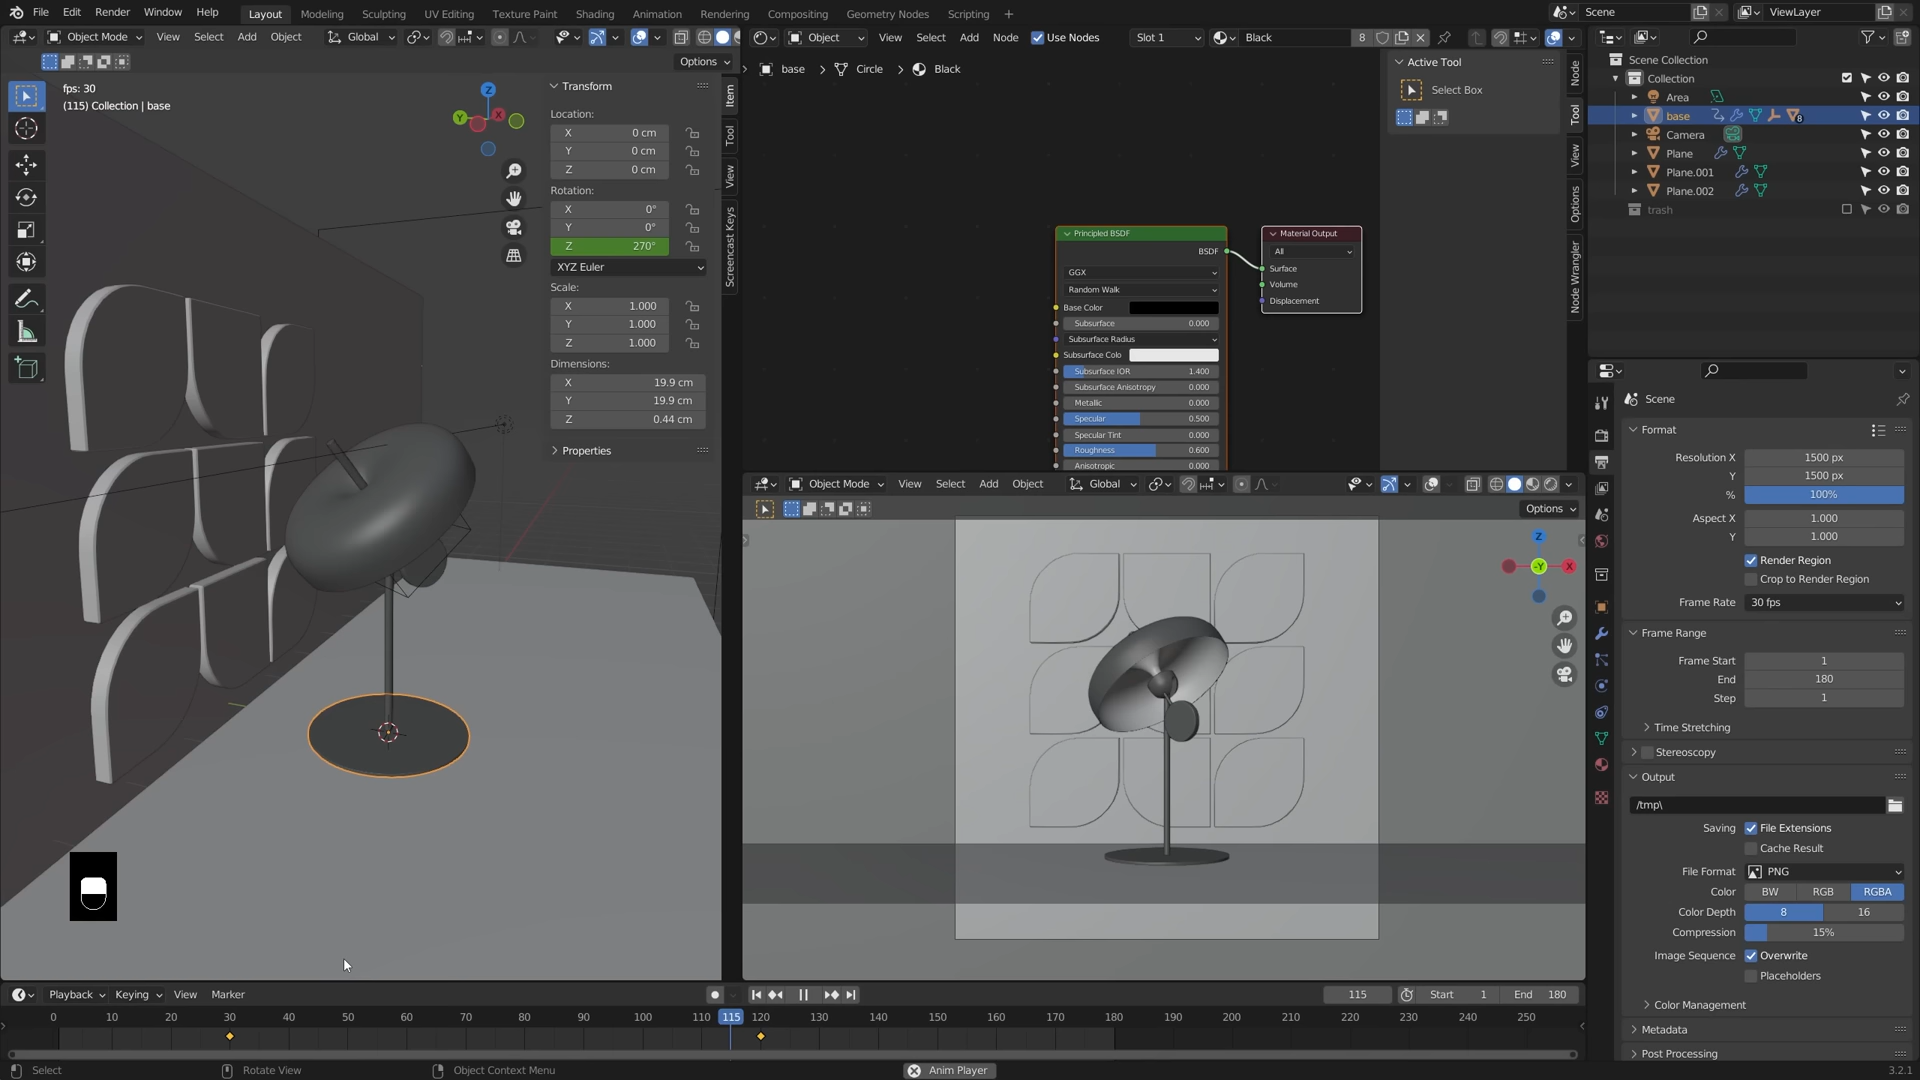 File Edit Render Window Help Layout Modeling Sculpting UV Editing Texture Paint Shading Animation Rendering Compositing Geometry Nodes Scripting + Scene ViewLayer
Object Mode View Select Add Object Global
Object View Select Add Node Use Nodes Slot 1 Black 8
Options
base Circle Black
Active Tool
Select Box
Node
Tool
View
Options
Node Wrangler
fps: 30
(115) Collection | base
Z
Y
X
Transform
Location:
X 0 cm
Y 0 cm
Z 0 cm
Rotation:
X 0°
Y 0°
Z 270°
XYZ Euler
Scale:
X 1.000
Y 1.000
Z 1.000
Dimensions:
X 19.9 cm
Y 19.9 cm
Z 0.44 cm
Properties
Item
Tool
View
Screencast Keys
Principled BSDF
BSDF
GGX
Random Walk
Base Color
Subsurface 0.000
Subsurface Radius
Subsurface Colo
Subsurface IOR 1.400
Subsurface Anisotropy 0.000
Metallic 0.000
Specular 0.500
Specular Tint 0.000
Roughness 0.600
Anisotropic 0.000
Material Output
All
Surface
Volume
Displacement
Object Mode View Select Add Object Global
Options
Z
-Y
X
Scene Collection
Collection
Area
base 8
Camera
Plane
Plane.001
Plane.002
trash
Scene
Format
Resolution X 1500 px
Y 1500 px
% 100%
Aspect X 1.000
Y 1.000
Render Region
Crop to Render Region
Frame Rate 30 fps
Frame Range
Frame Start 1
End 180
Step 1
Time Stretching
Stereoscopy
Output
/tmp\
Saving File Extensions
Cache Result
File Format PNG
Color BW RGB RGBA
Color Depth 8 16
Compression 15%
Image Sequence Overwrite
Placeholders
Color Management
Metadata
Post Processing
Playback Keying View Marker 115 Start 1 End 180
0 10 20 30 40 50 60 70 80 90 100 110 115 120 130 140 150 160 170 180 190 200 210 220 230 240 250
Select Rotate View Object Context Menu Anim Player 3.2.1